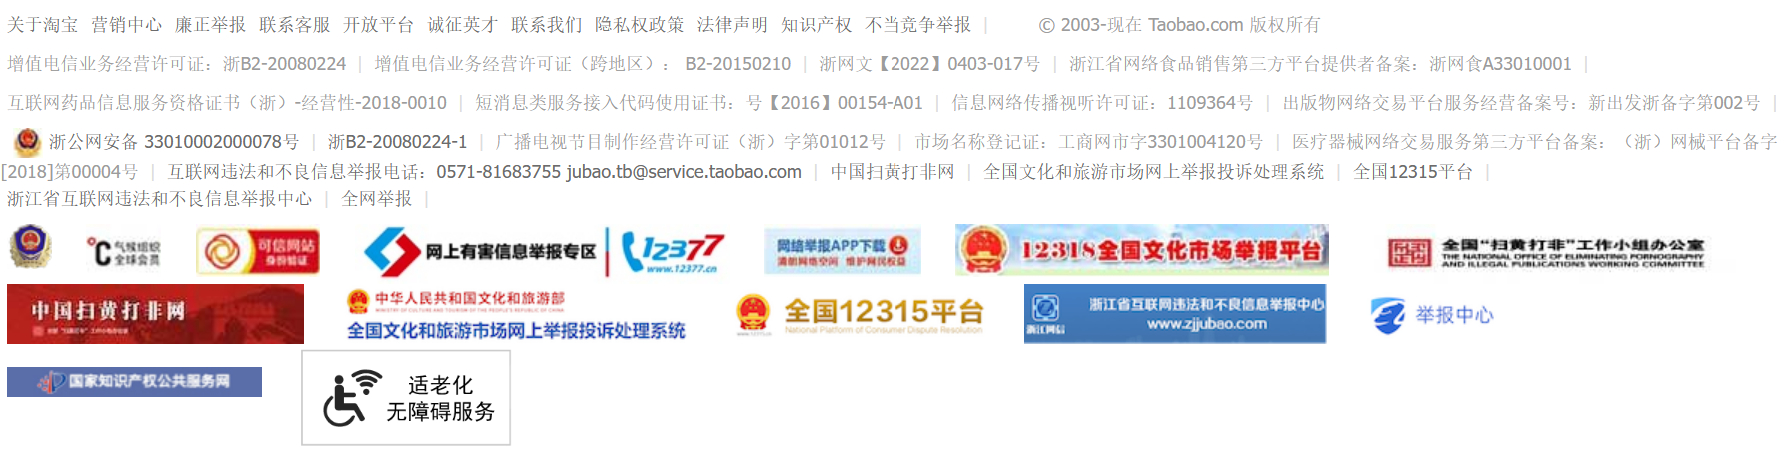 关于淘宝 营销中心 廉正举报 联系客服 开放平台 诚征英才 联系我们 隐私权政策 法律声明 知识产权 不当竞争举报 | © 2003-现在 Taobao.com 版权所有
增值电信业务经营许可证：浙B2-20080224 | 增值电信业务经营许可证（跨地区）： B2-20150210 | 浙网文【2022】0403-017号 | 浙江省网络食品销售第三方平台提供者备案：浙网食A33010001 |
互联网药品信息服务资格证书（浙）-经营性-2018-0010 | 短消息类服务接入代码使用证书：号【2016】00154-A01 | 信息网络传播视听许可证：1109364号 | 出版物网络交易平台服务经营备案号：新出发浙备字第002号 |
浙公网安备 33010002000078号 | 浙B2-20080224-1 | 广播电视节目制作经营许可证（浙）字第01012号 | 市场名称登记证：工商网市字3301004120号 | 医疗器械网络交易服务第三方平台备案：（浙）网械平台备字
[2018]第00004号 | 互联网违法和不良信息举报电话：0571-81683755 jubao.tb@service.taobao.com | 中国扫黄打非网 | 全国文化和旅游市场网上举报投诉处理系统 | 全国12315平台 |
浙江省互联网违法和不良信息举报中心 | 全网举报 |
℃ 气候组织
全球会员
可信网站
身份验证
网上有害信息举报专区
12377
www.12377.cn
网络举报APP下载
清朗网络空间 维护网民权益
12318全国文化市场举报平台
全国“扫黄打非”工作小组办公室
THE NATIONAL OFFICE OF ELIMINATING PORNOGRAPHY
AND ILLEGAL PUBLICATIONS WORKING COMMITTEE
中国扫黄打非网
中华人民共和国文化和旅游部
MINISTRY OF CULTURE AND TOURISM OF THE PEOPLE'S REPUBLIC OF CHINA
全国文化和旅游市场网上举报投诉处理系统
全国12315平台
National Platform of Consumer Dispute Resolution
浙江网信
浙江省互联网违法和不良信息举报中心
www.zjjubao.com
举报中心
国家知识产权公共服务网
适老化
无障碍服务